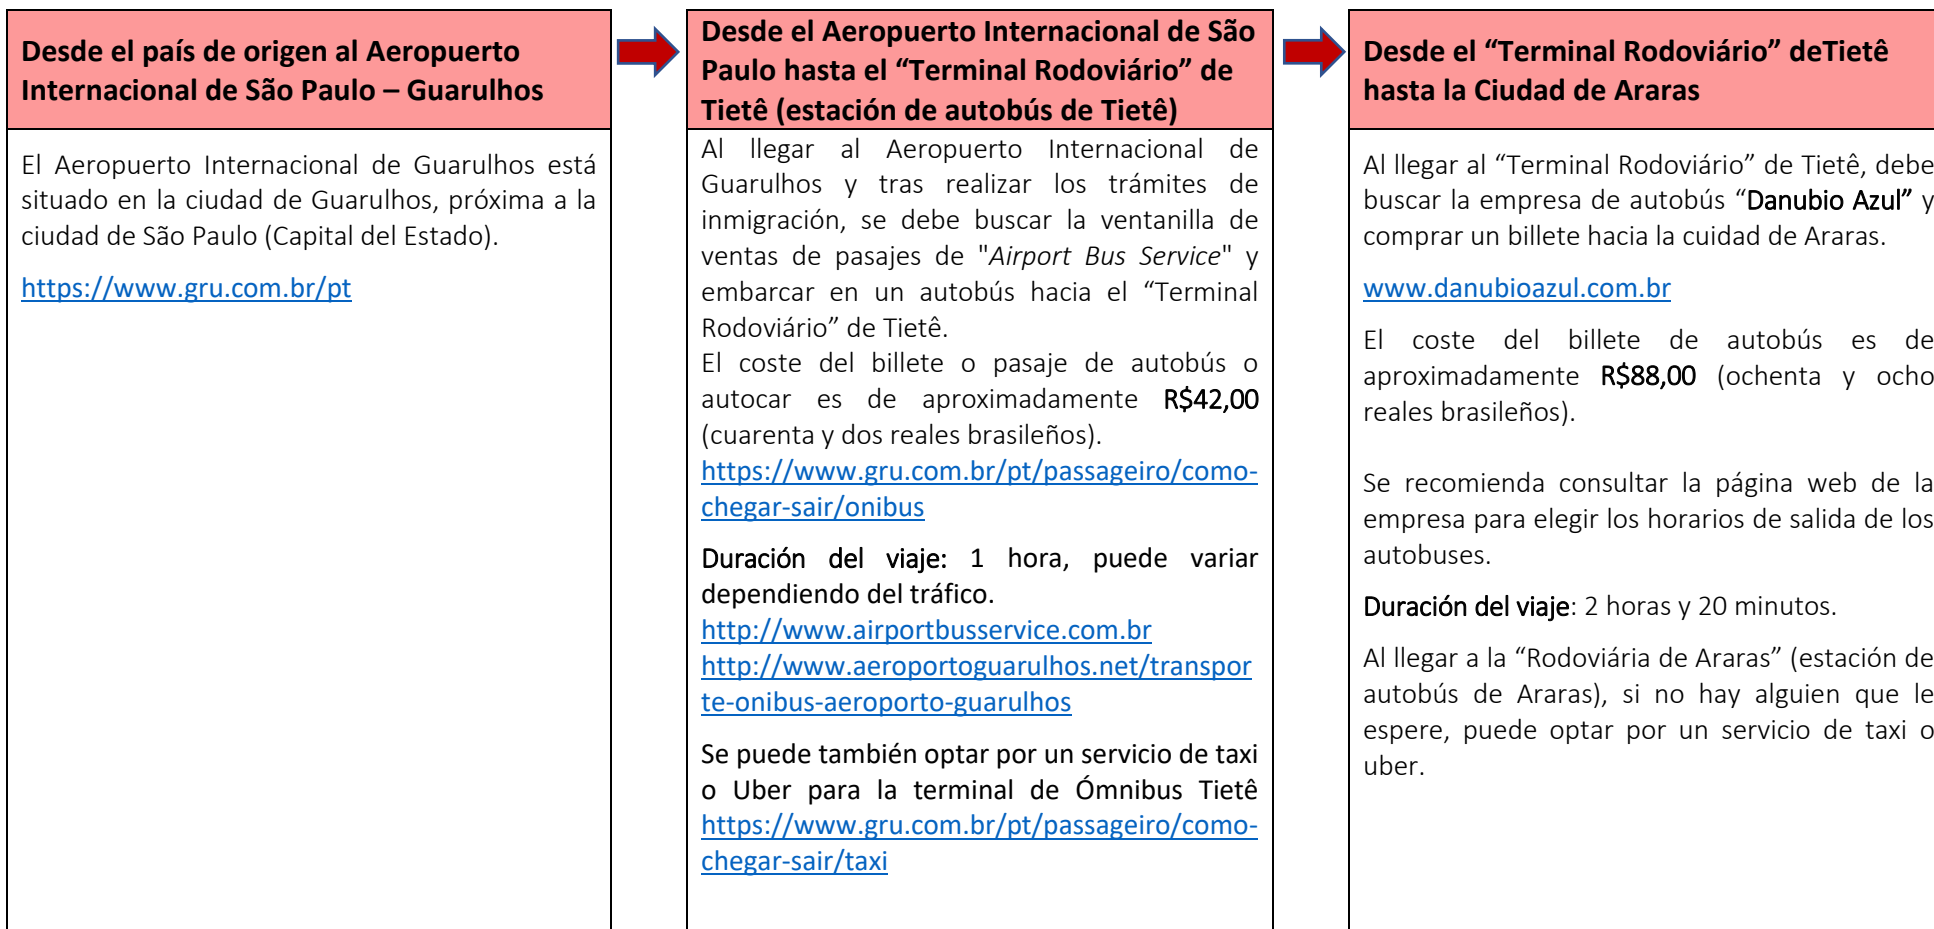 Desde el país de origen al Aeropuerto
Internacional de São Paulo – Guarulhos
El Aeropuerto Internacional de Guarulhos está
situado en la ciudad de Guarulhos, próxima a la
ciudad de São Paulo (Capital del Estado).
https://www.gru.com.br/pt
Desde el Aeropuerto Internacional de São
Paulo hasta el “Terminal Rodoviário” de
Tietê (estación de autobús de Tietê)
Al llegar al Aeropuerto Internacional de
Guarulhos y tras realizar los trámites de
inmigración, se debe buscar la ventanilla de
ventas de pasajes de "Airport Bus Service" y
embarcar en un autobús hacia el “Terminal
Rodoviário” de Tietê.
El coste del billete o pasaje de autobús o
autocar es de aproximadamente R$42,00
(cuarenta y dos reales brasileños).
https://www.gru.com.br/pt/passageiro/como-
chegar-sair/onibus
Duración del viaje: 1 hora, puede variar
dependiendo del tráfico.
http://www.airportbusservice.com.br
http://www.aeroportoguarulhos.net/transpor
te-onibus-aeroporto-guarulhos
Se puede también optar por un servicio de taxi
o Uber para la terminal de Ómnibus Tietê
https://www.gru.com.br/pt/passageiro/como-
chegar-sair/taxi
Desde el “Terminal Rodoviário” deTietê
hasta la Ciudad de Araras
Al llegar al “Terminal Rodoviário” de Tietê, debe
buscar la empresa de autobús “Danubio Azul” y
comprar un billete hacia la cuidad de Araras.
www.danubioazul.com.br
El coste del billete de autobús es de
aproximadamente R$88,00 (ochenta y ocho
reales brasileños).
Se recomienda consultar la página web de la
empresa para elegir los horarios de salida de los
autobuses.
Duración del viaje: 2 horas y 20 minutos.
Al llegar a la “Rodoviária de Araras” (estación de
autobús de Araras), si no hay alguien que le
espere, puede optar por un servicio de taxi o
uber.